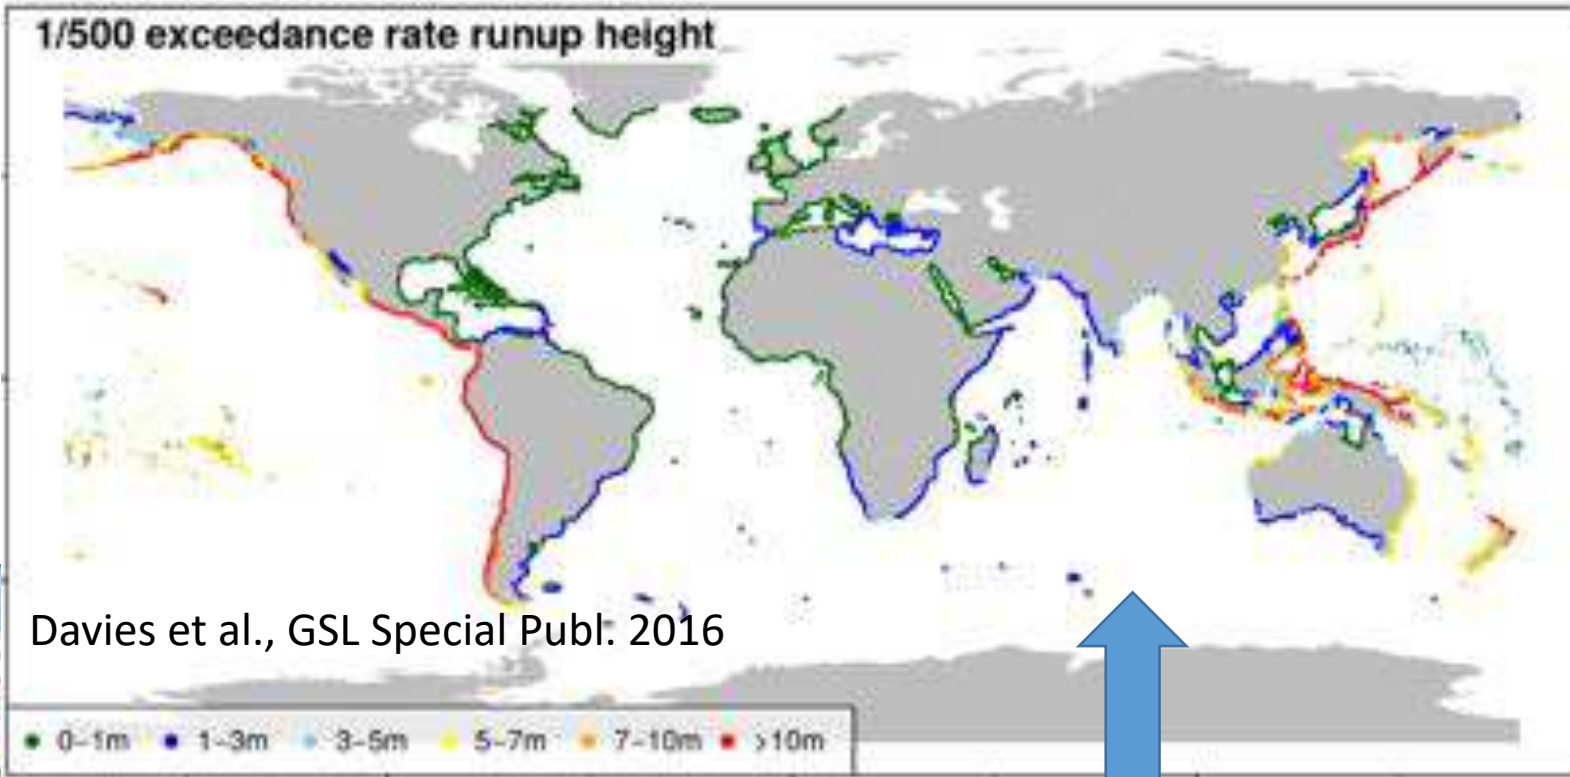 1/500 exceedance rate runup height
Davies et al., GSL Special Publ. 2016
0-1m 1-3m 3-5m 5-7m 7-10m >10m